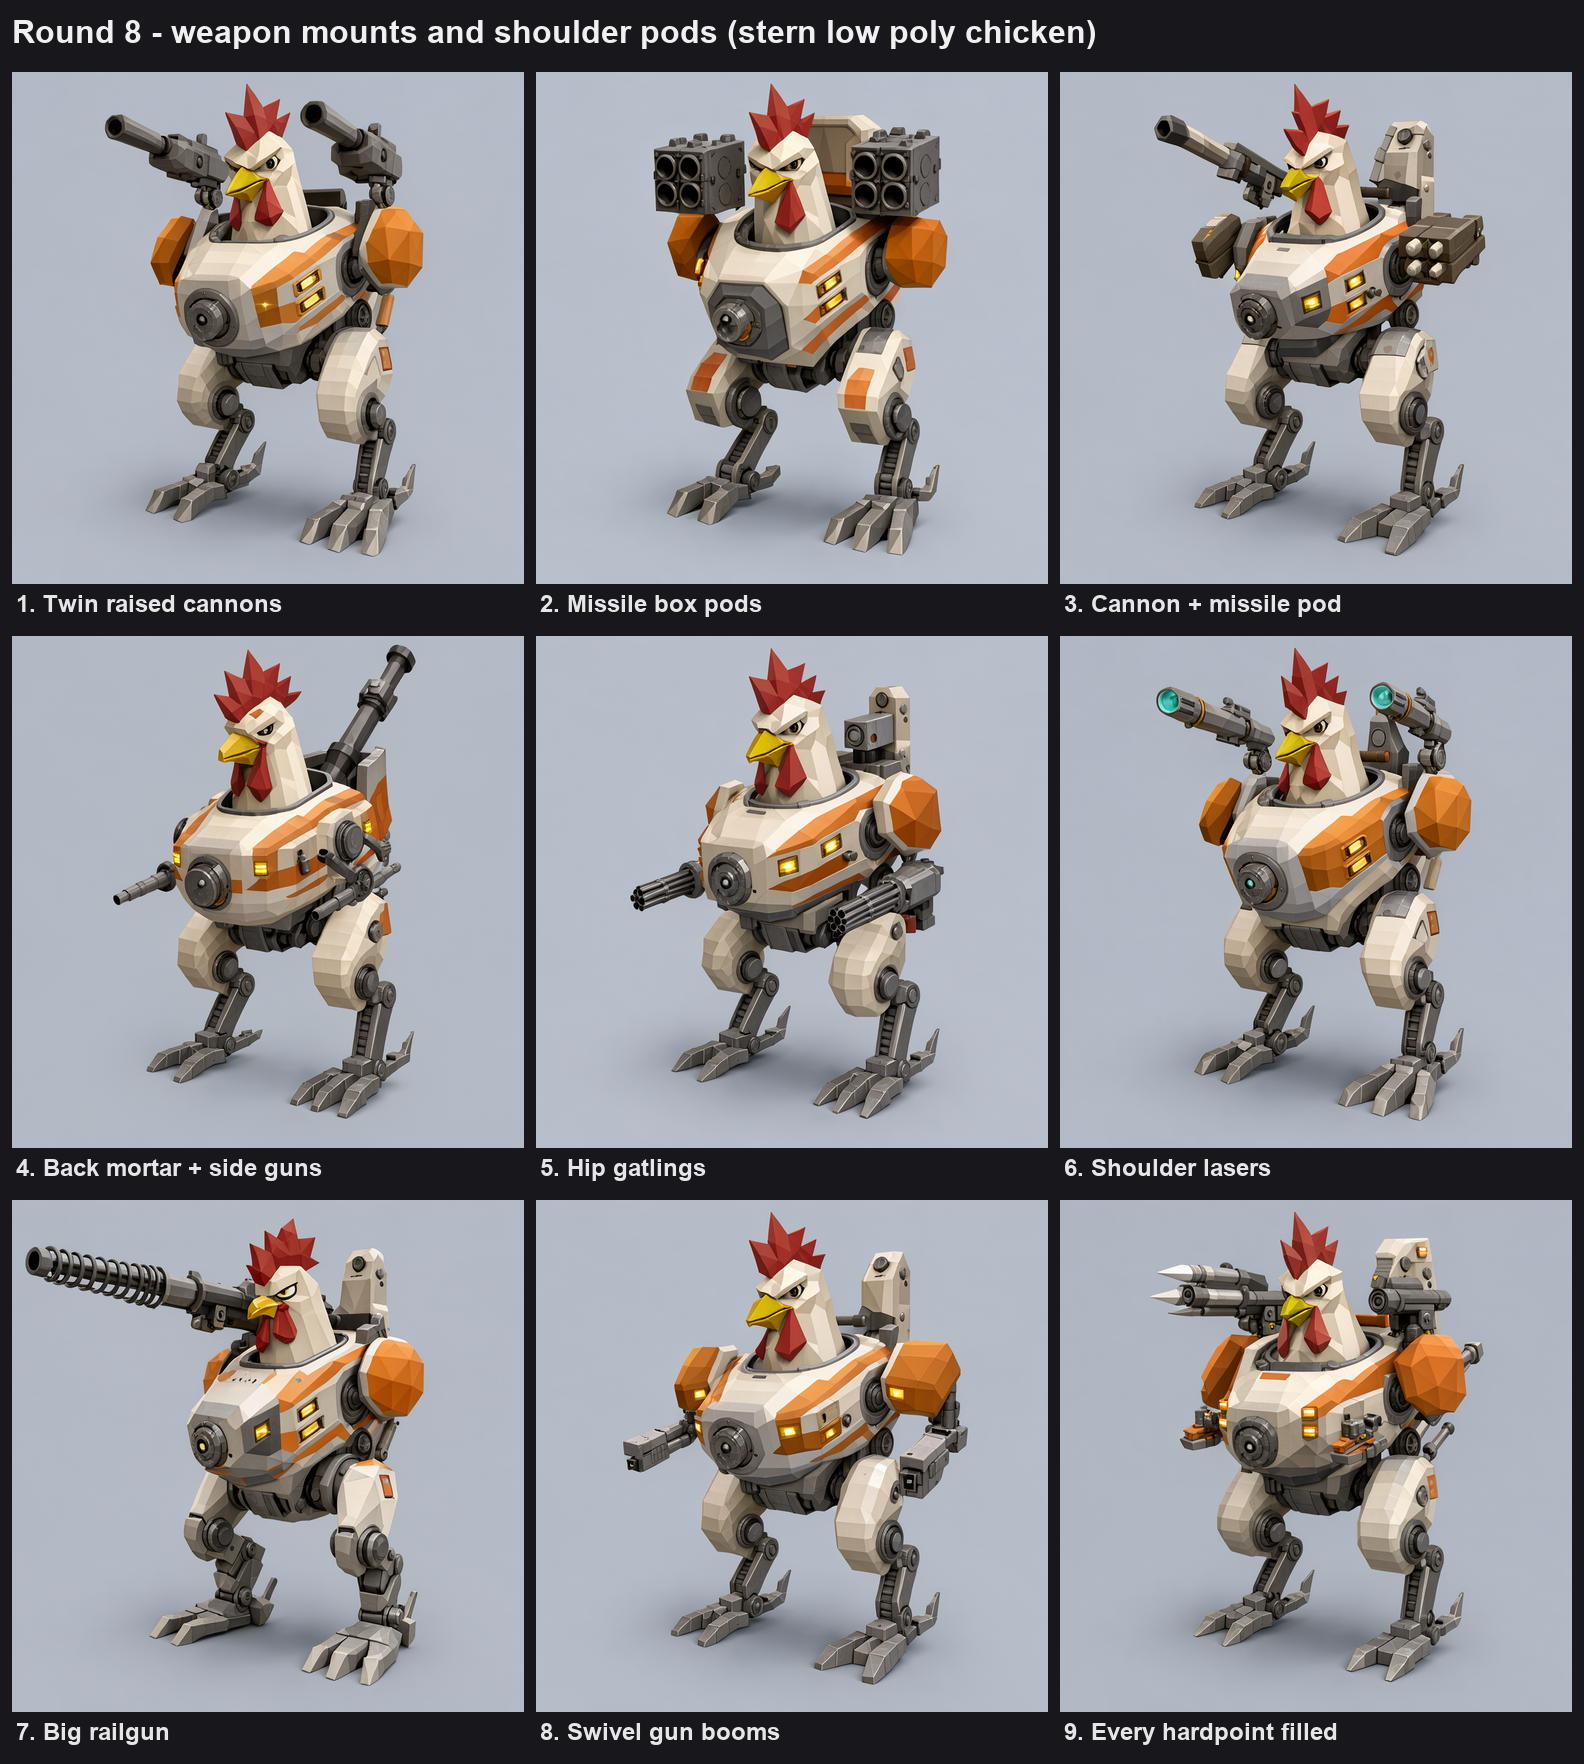 Round 8 - weapon mounts and shoulder pods (stern low poly chicken)
1. Twin raised cannons
2. Missile box pods
3. Cannon + missile pod
4. Back mortar + side guns
5. Hip gatlings
6. Shoulder lasers
7. Big railgun
8. Swivel gun booms
9. Every hardpoint filled